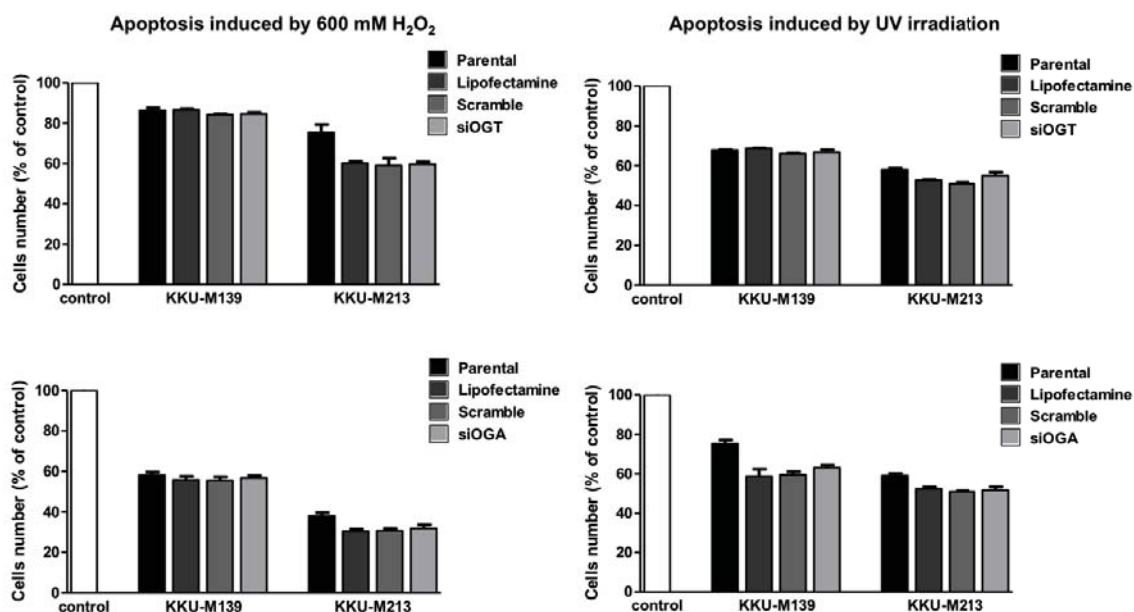 Apoptosis induced by 600 mM H₂O₂
Parental
Lipofectamine
Scramble
siOGT
Cells number (% of control)
100
80
60
40
20
0
control KKU-M139 KKU-M213
Apoptosis induced by UV irradiation
Parental
Lipofectamine
Scramble
siOGT
Cells number (% of control)
100
80
60
40
20
0
control KKU-M139 KKU-M213
Parental
Lipofectamine
Scramble
siOGA
Cells number (% of control)
100
80
60
40
20
0
control KKU-M139 KKU-M213
Parental
Lipofectamine
Scramble
siOGA
Cells number (% of control)
100
80
60
40
20
0
control KKU-M139 KKU-M213